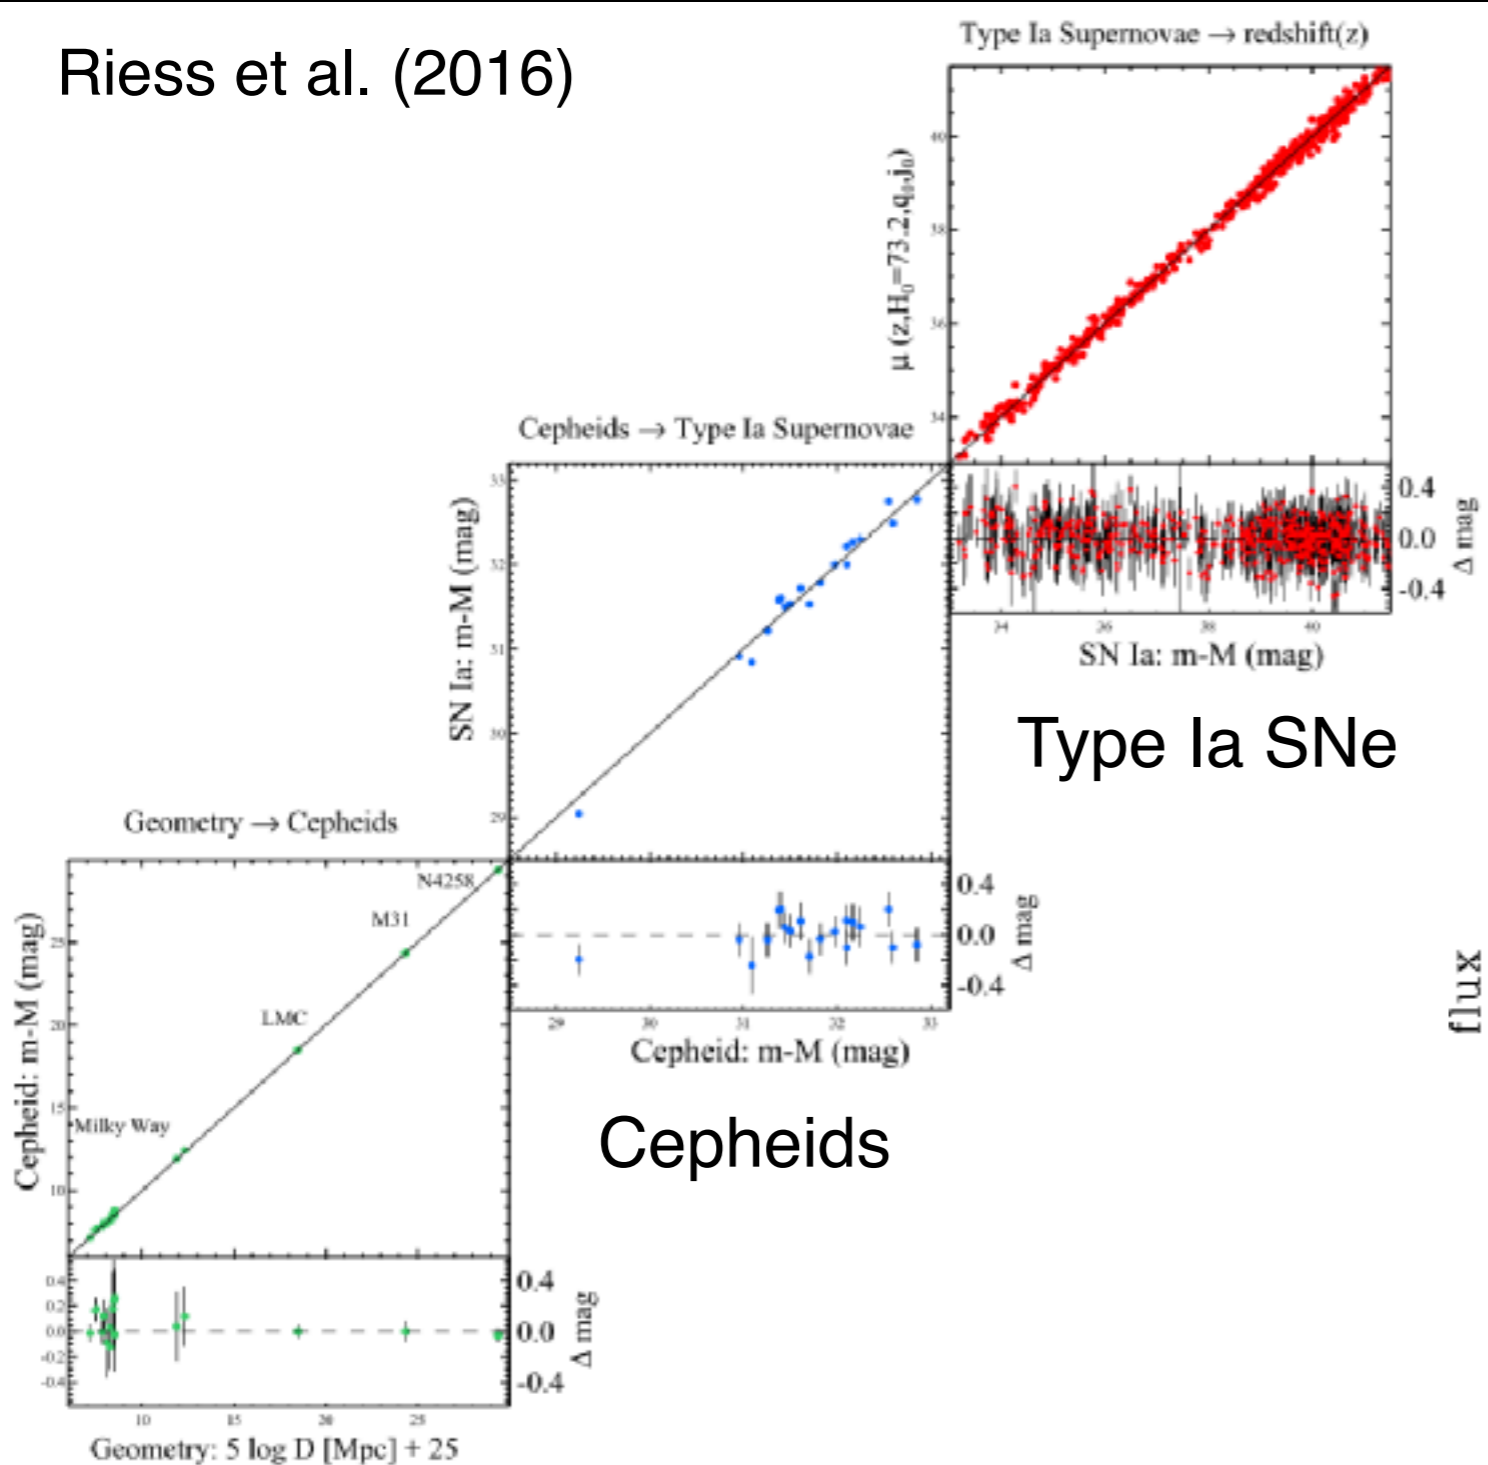 Riess et al. (2016)
Type Ia Supernovae → redshift(z)
μ (z,H₀=73.2,q₀,j₀)
40
38
36
34
0.4
0.0
-0.4
Δ mag
34 36 38 40
SN Ia: m-M (mag)
Type Ia SNe
Cepheids → Type Ia Supernovae
SN Ia: m-M (mag)
33
32
31
30
29
0.4
0.0
-0.4
Δ mag
29 30 31 32 33
Cepheid: m-M (mag)
Cepheids
flux
Geometry → Cepheids
Cepheid: m-M (mag)
25
20
15
10
N4258
M31
LMC
Milky Way
0.4
0.2
0.0
-0.2
-0.4
0.4
0.0
-0.4
Δ mag
10 15 20 25
Geometry: 5 log D [Mpc] + 25